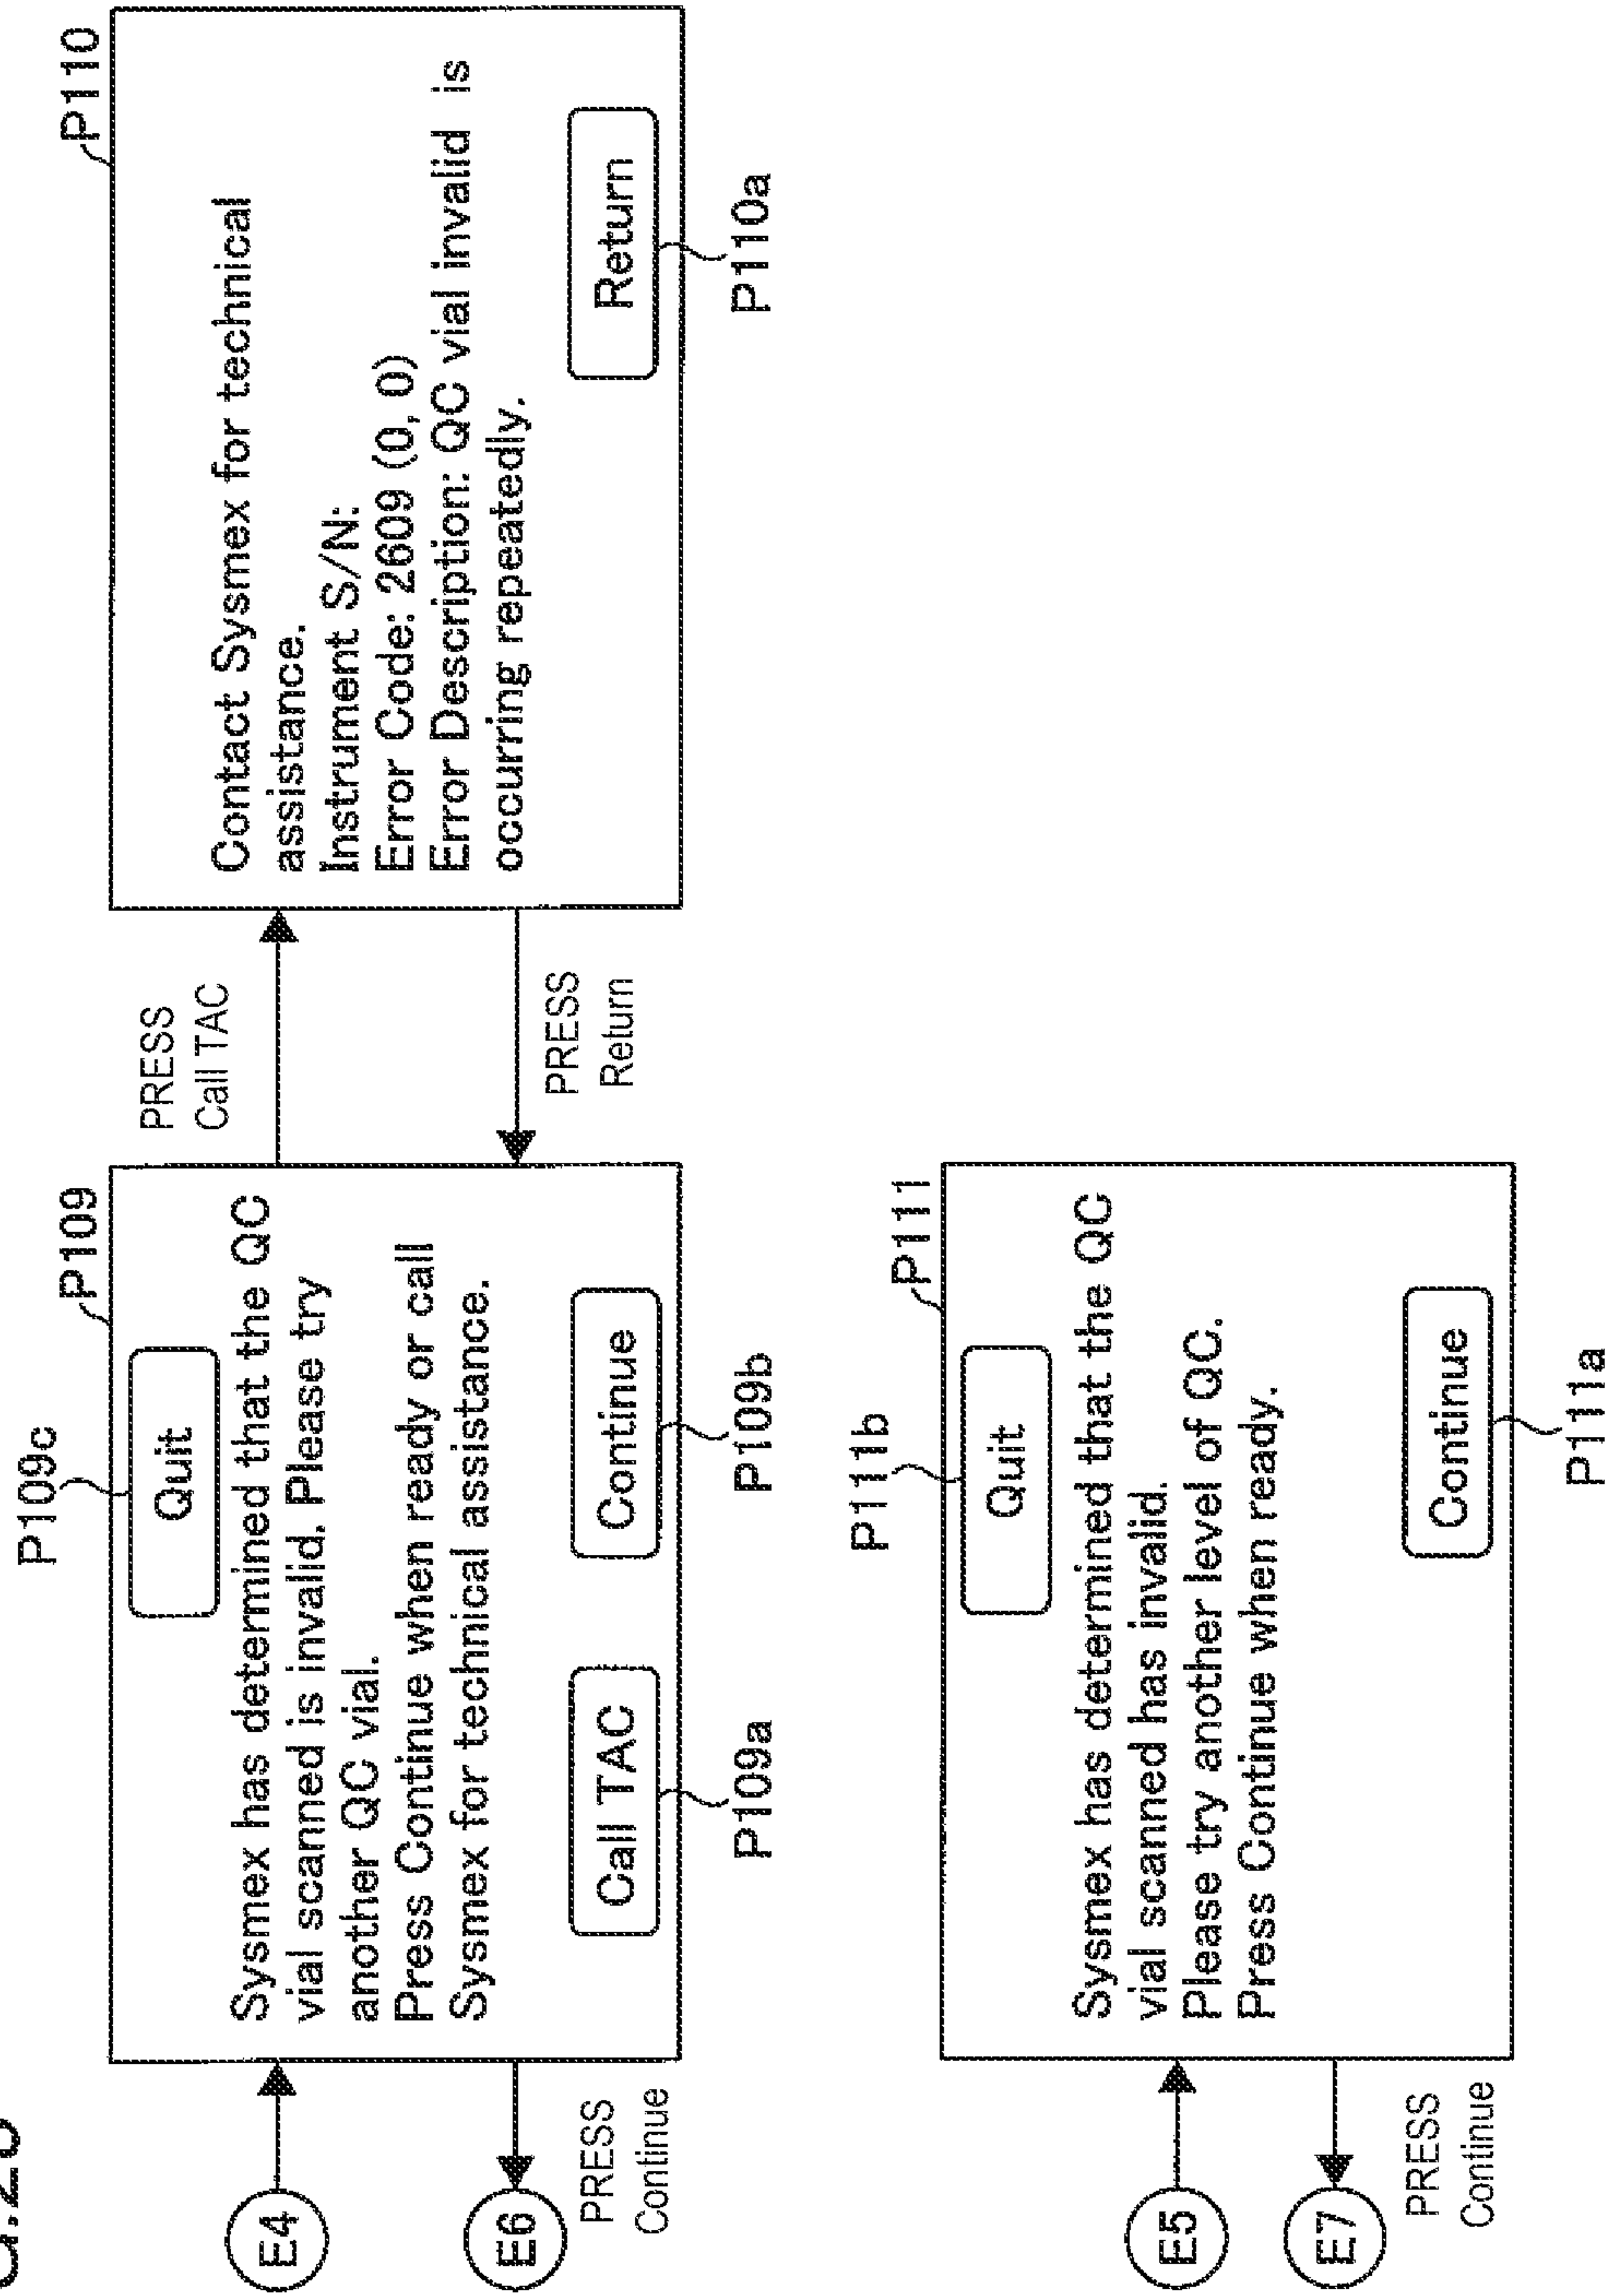 P109c
P109
Quit
Sysmex has determined that the QC
vial scanned is invalid. Please try
another QC vial.
Press Continue when ready or call
Sysmex for technical assistance.
Call TAC
Continue
P109a
P109b
E4
E6
PRESS
Continue
PRESS
Call TAC
PRESS
Return
P110
Contact Sysmex for technical
assistance.
Instrument S/N:
Error Code: 2609 (0, 0)
Error Description: QC vial invalid is
occurring repeatedly.
Return
P110a
P111b
P111
Quit
Sysmex has determined that the QC
vial scanned has invalid.
Please try another level of QC.
Press Continue when ready.
Continue
P111a
E5
E7
PRESS
Continue